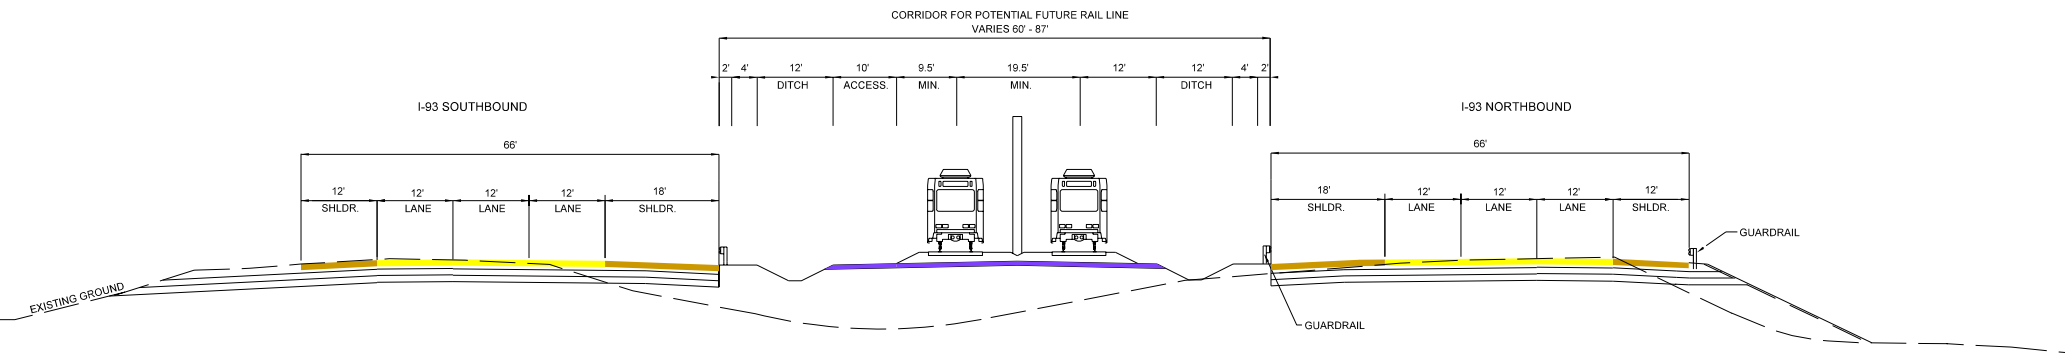 CORRIDOR FOR POTENTIAL FUTURE RAIL LINE
VARIES 60' - 87'
2' 4' 12' 10' 9.5' 19.5' 12' 12' 4' 2'
DITCH ACCESS. MIN. MIN. DITCH
I-93 SOUTHBOUND
I-93 NORTHBOUND
66'
66'
12' 12' 12' 12' 18'
SHLDR. LANE LANE LANE SHLDR.
18' 12' 12' 12' 12'
SHLDR. LANE LANE LANE SHLDR.
GUARDRAIL
EXISTING GROUND
GUARDRAIL